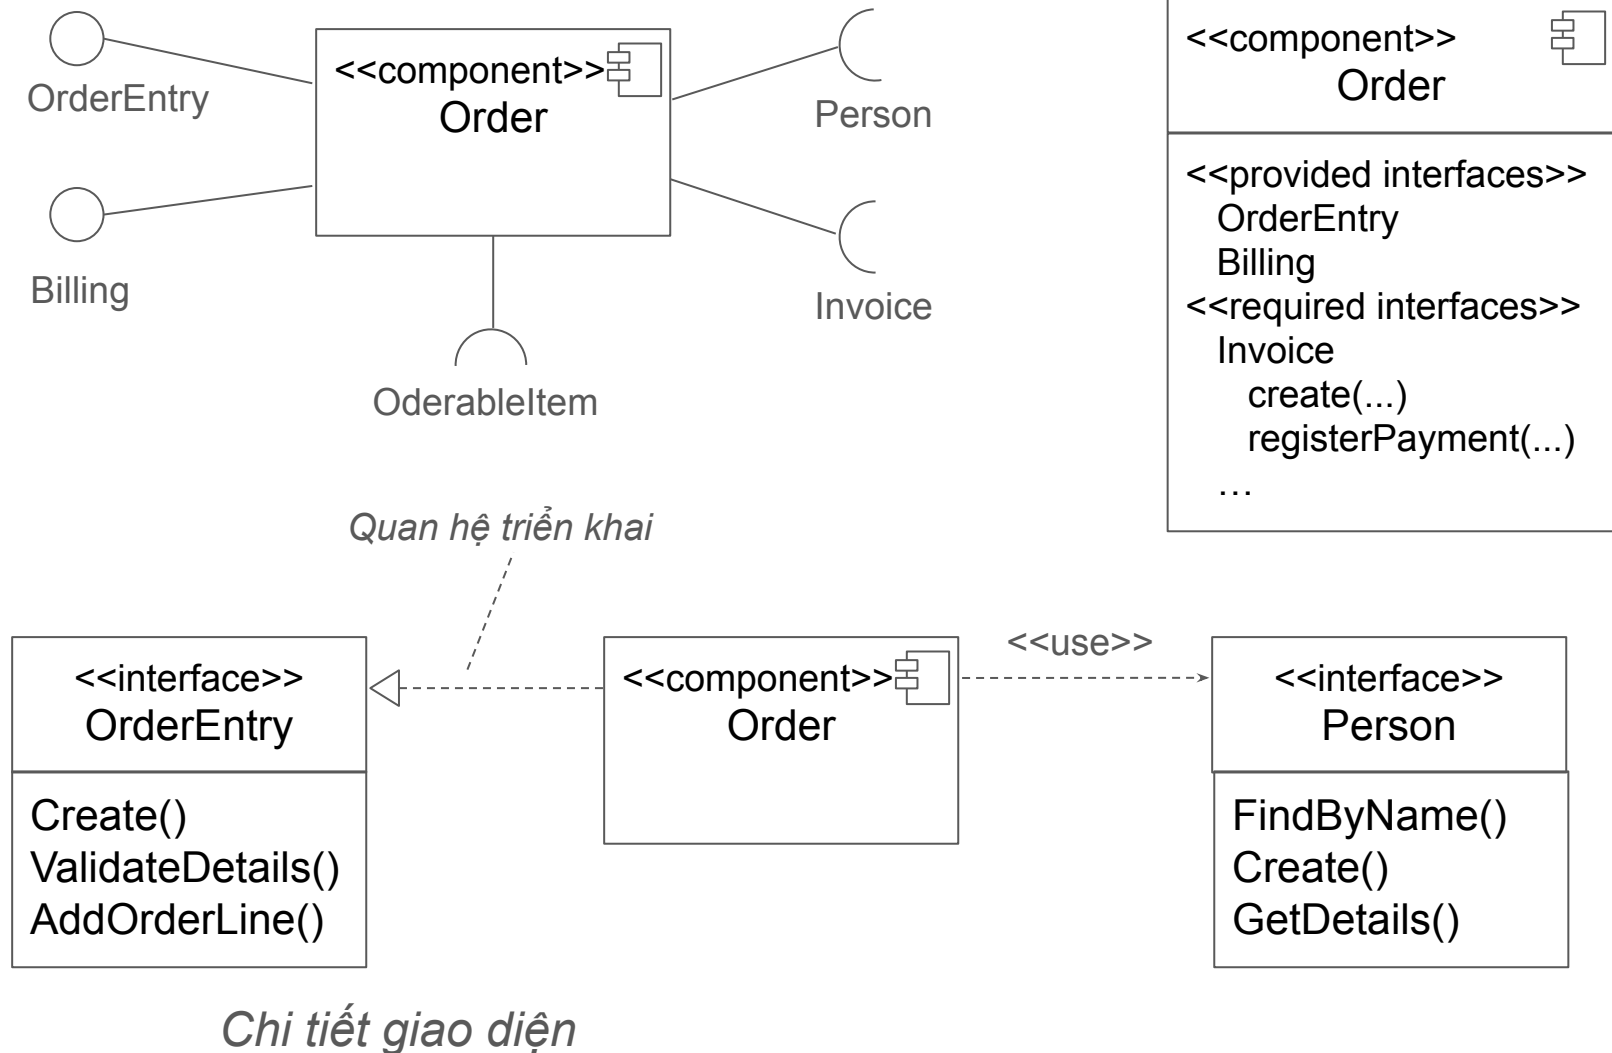 OrderEntry
Billing
<<component>>
Order
Person
Invoice
OderableItem
<<component>>
Order
<<provided interfaces>>
OrderEntry
Billing
<<required interfaces>>
Invoice
create(...)
registerPayment(...)
…
Quan hệ triển khai
<<interface>>
OrderEntry
Create()
ValidateDetails()
AddOrderLine()
<<component>>
Order
<<use>>
<<interface>>
Person
FindByName()
Create()
GetDetails()
Chi tiết giao diện